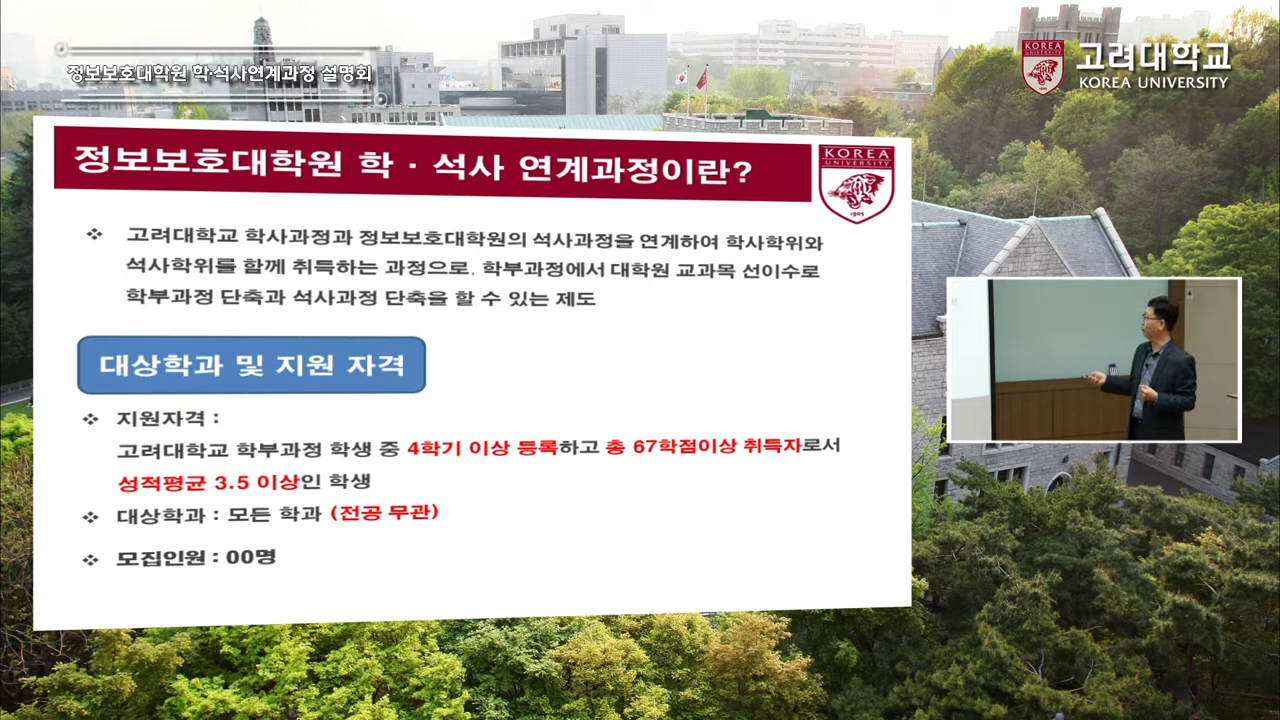 정보보호대학원 학·석사연계과정 설명회
KOREA UNIVERSITY
1905
고려대학교
KOREA UNIVERSITY
정보보호대학원 학 · 석사 연계과정이란?
KOREA
UNIVERSITY
1905
❖ 고려대학교 학사과정과 정보보호대학원의 석사과정을 연계하여 학사학위와
석사학위를 함께 취득하는 과정으로, 학부과정에서 대학원 교과목 선이수로
학부과정 단축과 석사과정 단축을 할 수 있는 제도
대상학과 및 지원 자격
❖ 지원자격 :
고려대학교 학부과정 학생 중 4학기 이상 등록하고 총 67학점이상 취득자로서
성적평균 3.5 이상인 학생
❖ 대상학과 : 모든 학과 (전공 무관)
❖ 모집인원 : 00명